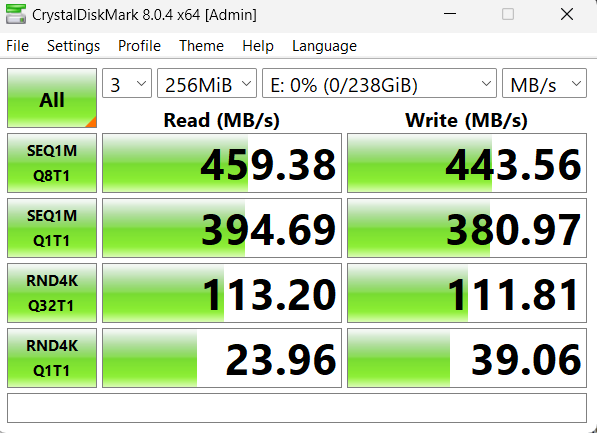 CrystalDiskMark 8.0.4 x64 [Admin]
File Settings Profile Theme Help Language
All 3 256MiB E: 0% (0/238GiB) MB/s
Read (MB/s) Write (MB/s)
SEQ1M
Q8T1 459.38 443.56
SEQ1M
Q1T1 394.69 380.97
RND4K
Q32T1 113.20 111.81
RND4K
Q1T1 23.96 39.06